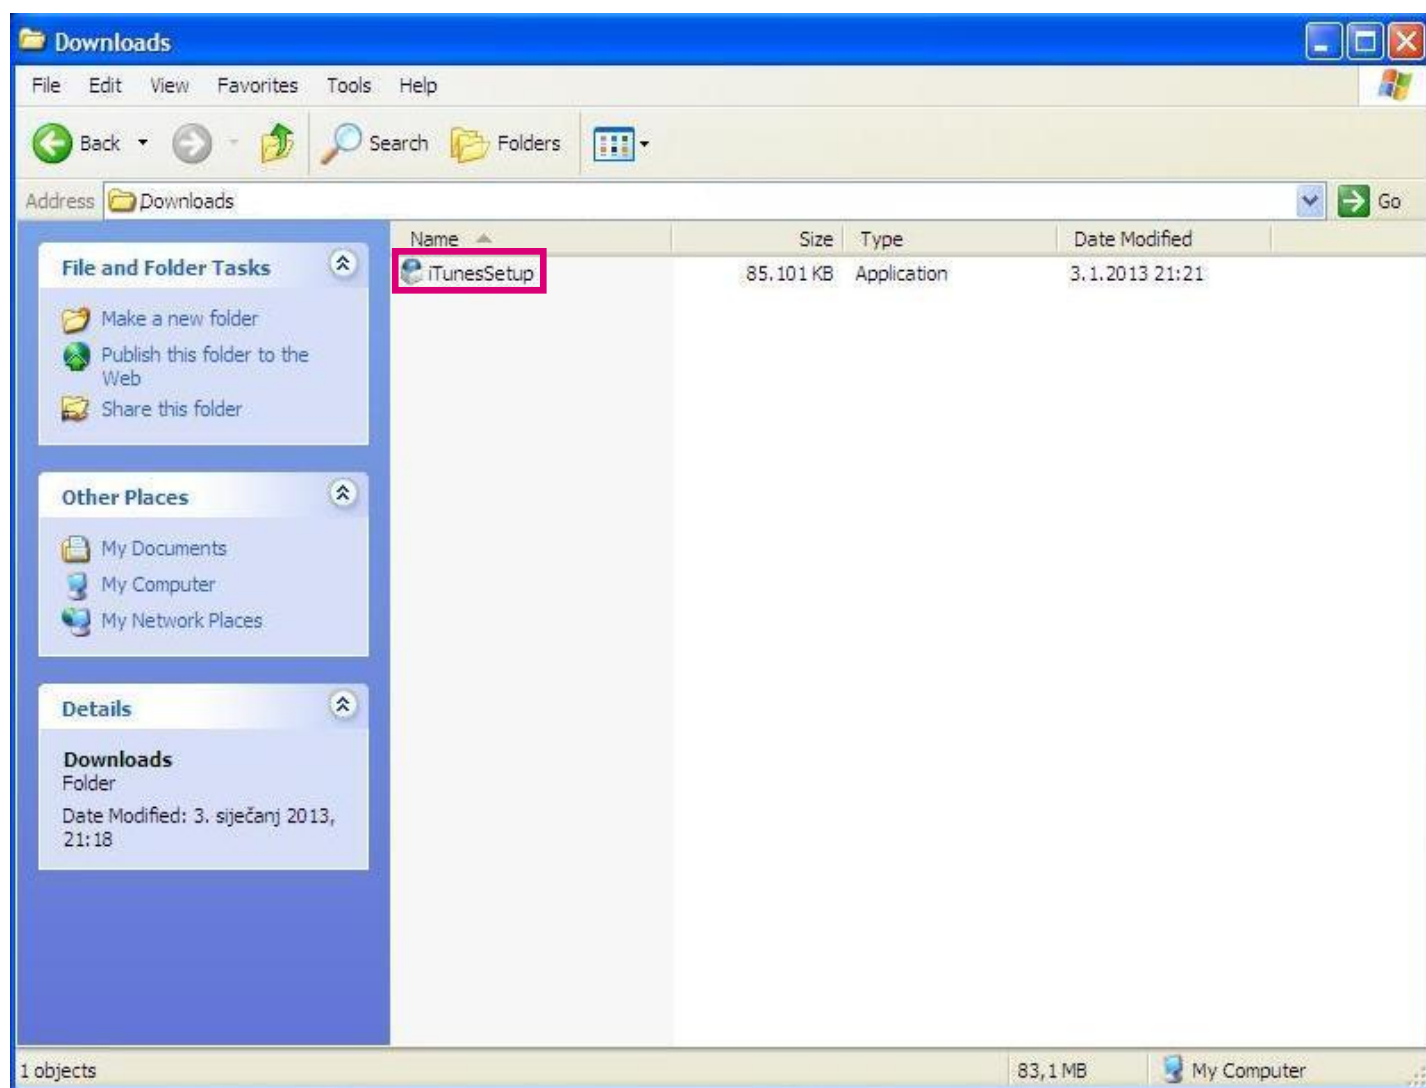 Downloads
File Edit View Favorites Tools Help
Back Search Folders
Address Downloads Go
Name Size Type Date Modified
iTunesSetup 85.101 KB Application 3.1.2013 21:21
File and Folder Tasks
Make a new folder
Publish this folder to the
Web
Share this folder
Other Places
My Documents
My Computer
My Network Places
Details
Downloads
Folder
Date Modified: 3. siječanj 2013,
21:18
1 objects 83,1 MB My Computer